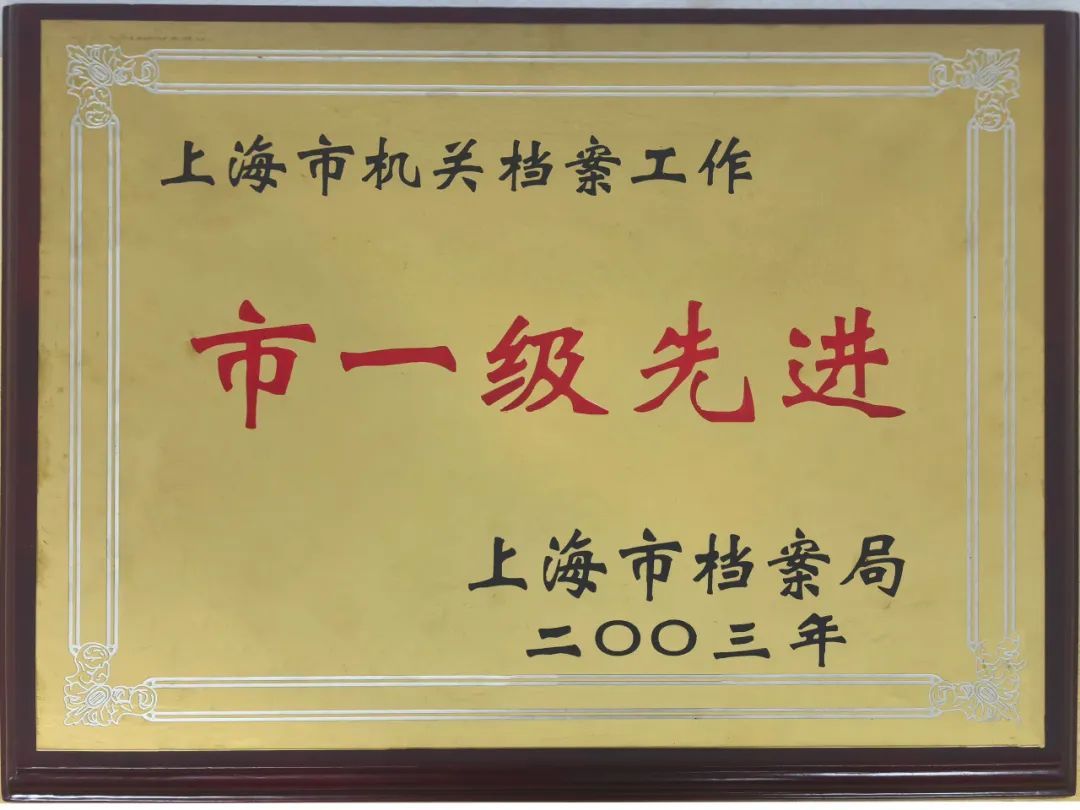 上海市机关档案工作
市一级先进
上海市档案局
二〇〇三年